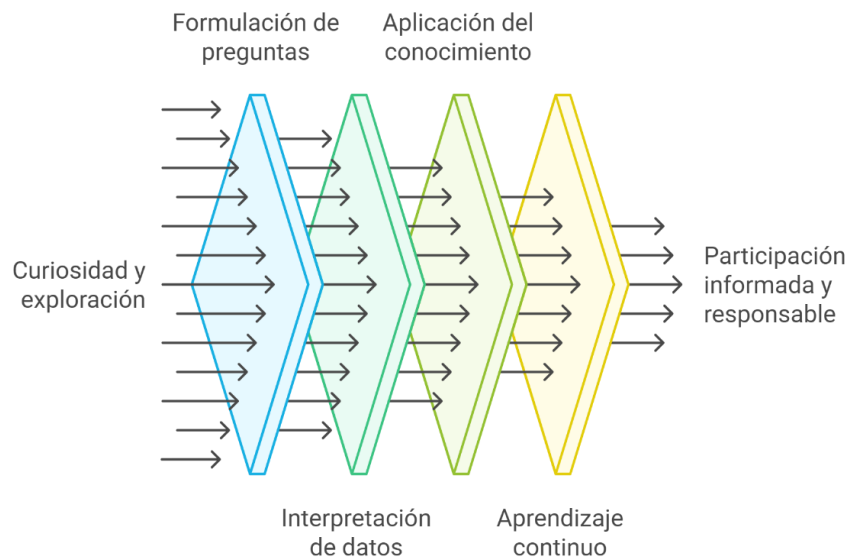 Formulación de
preguntas
Aplicación del
conocimiento
Curiosidad y
exploración
Participación
informada y
responsable
Interpretación
de datos
Aprendizaje
continuo